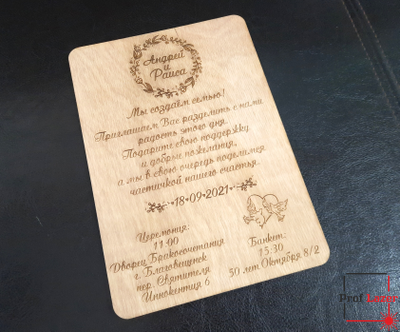 Андрей
и
Раиса
Мы создаём семью!
Приглашаем Вас разделить с нами
радость этого дня.
Подарите свою поддержку
и добрые пожелания,
а мы в свою очередь поделимся
частичкой нашего счастья.
18•09•2021
Церемония:
11:00
Дворец Бракосочитания
г. Благовещенск
пер. Святителя
Иннокентия 6
Банкет:
15:30
50 лет Октября 8/2
Prof Lazer